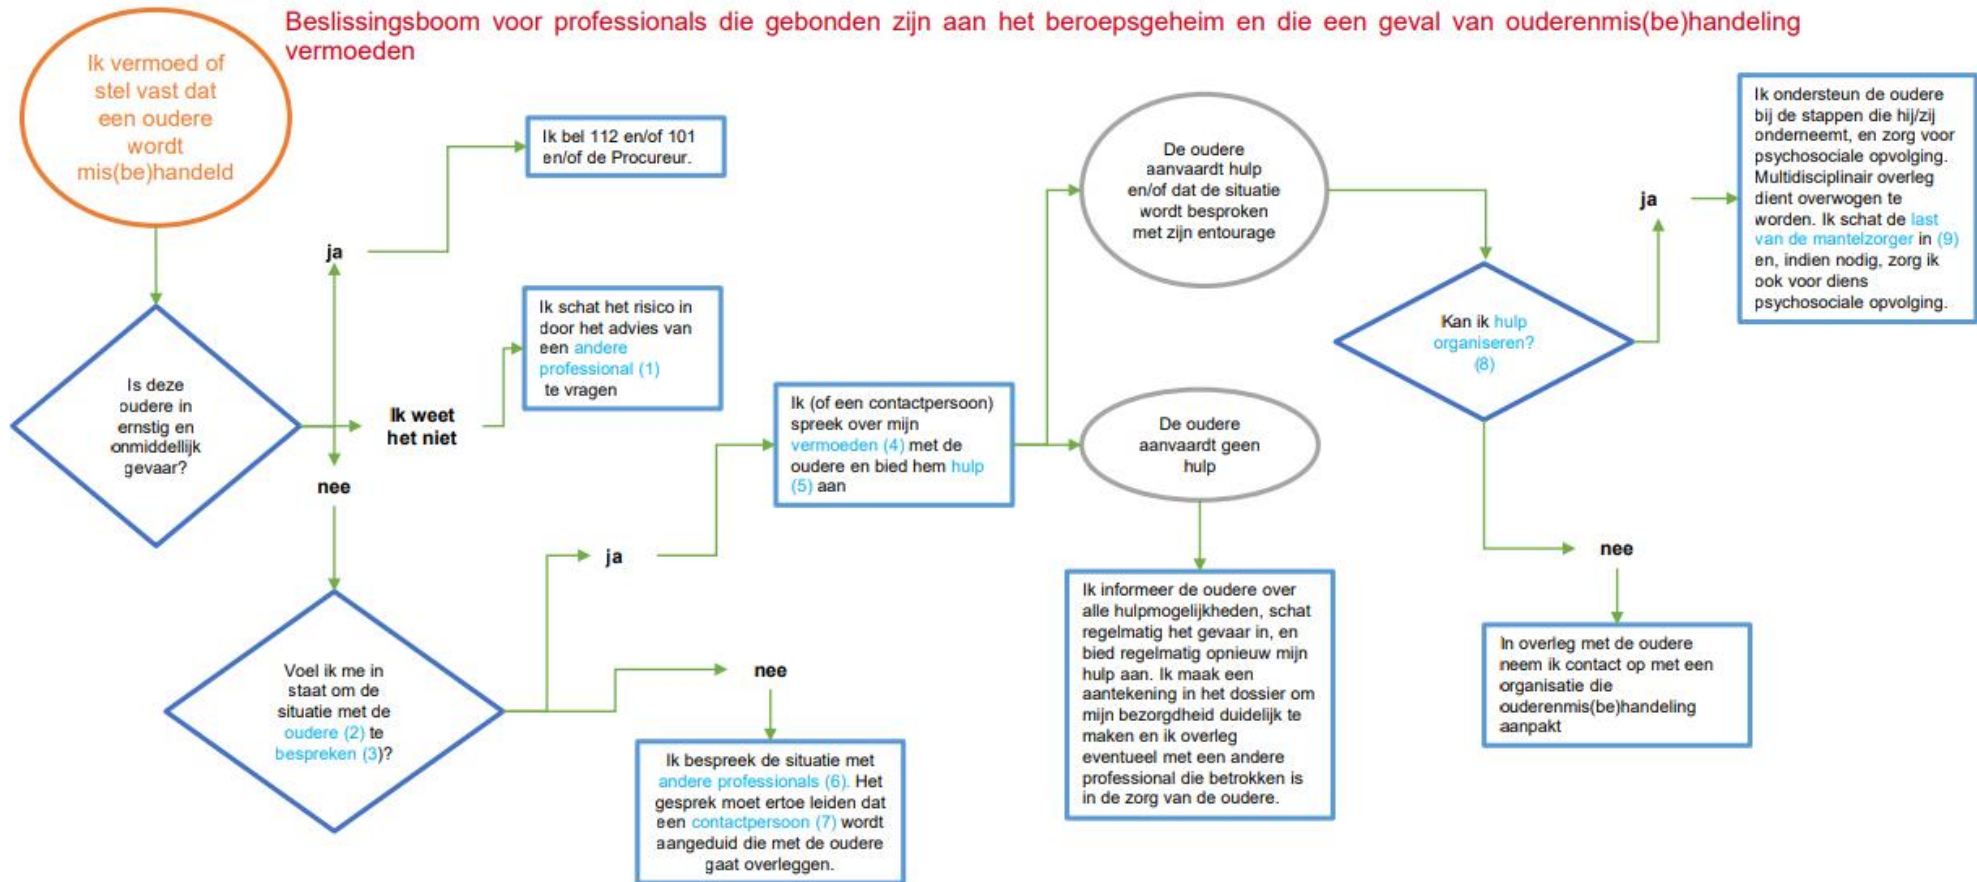 Beslissingsboom voor professionals die gebonden zijn aan het beroepsgeheim en die een geval van ouderenmis(be)handeling
vermoeden
Ik vermoed of
stel vast dat
een oudere
wordt
mis(be)handeld
Is deze
oudere in
ernstig en
onmiddellijk
gevaar?
ja
Ik bel 112 en/of 101
en/of de Procureur.
Ik weet
het niet
Ik schat het risico in
door het advies van
een andere
professional (1)
te vragen
nee
Voel ik me in
staat om de
situatie met de
oudere (2) te
bespreken (3)?
ja
nee
Ik bespreek de situatie met
andere professionals (6). Het
gesprek moet ertoe leiden dat
een contactpersoon (7) wordt
aangeduid die met de oudere
gaat overleggen.
Ik (of een contactpersoon)
spreek over mijn
vermoeden (4) met de
oudere en bied hem hulp
(5) aan
De oudere
aanvaardt hulp
en/of dat de situatie
wordt besproken
met zijn entourage
De oudere
aanvaardt geen
hulp
Ik informeer de oudere over
alle hulpmogelijkheden, schat
regelmatig het gevaar in, en
bied regelmatig opnieuw mijn
hulp aan. Ik maak een
aantekening in het dossier om
mijn bezorgdheid duidelijk te
maken en ik overleg
eventueel met een andere
professional die betrokken is
in de zorg van de oudere.
Kan ik hulp
organiseren?
(8)
ja
Ik ondersteun de oudere
bij de stappen die hij/zij
onderneemt, en zorg voor
psychosociale opvolging.
Multidisciplinair overleg
dient overwogen te
worden. Ik schat de last
van de mantelzorger in (9)
en, indien nodig, zorg ik
ook voor diens
psychosociale opvolging.
nee
In overleg met de oudere
neem ik contact op met een
organisatie die
ouderenmis(be)handeling
aanpakt